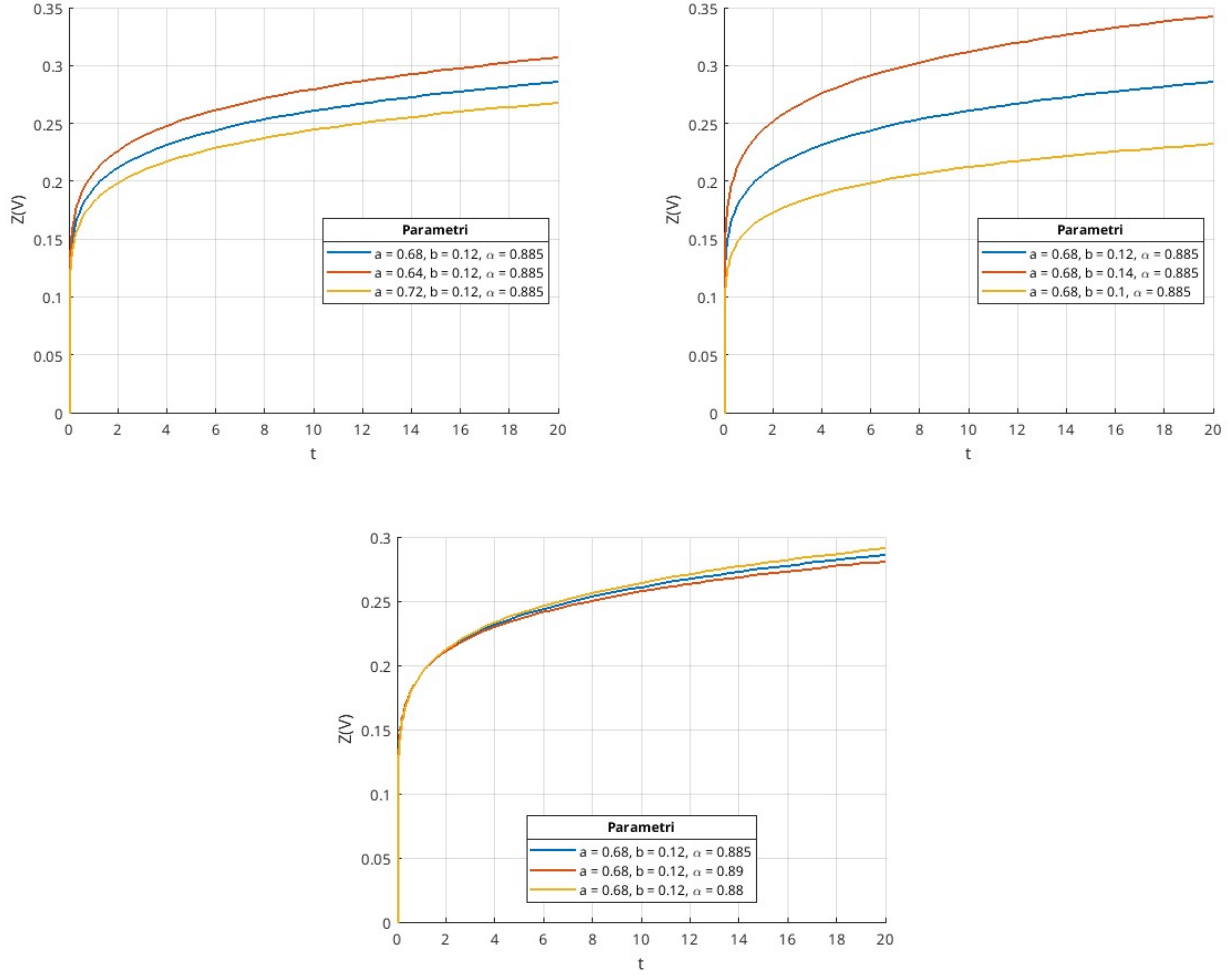 0.35
0.3
0.25
0.2
0.15
0.1
0.05
0
Z(V)
0 2 4 6 8 10 12 14 16 18 20
t
Parametri
a = 0.68, b = 0.12, α = 0.885
a = 0.64, b = 0.12, α = 0.885
a = 0.72, b = 0.12, α = 0.885
0.35
0.3
0.25
0.2
0.15
0.1
0.05
0
Z(V)
0 2 4 6 8 10 12 14 16 18 20
t
Parametri
a = 0.68, b = 0.12, α = 0.885
a = 0.68, b = 0.14, α = 0.885
a = 0.68, b = 0.1, α = 0.885
0.3
0.25
0.2
0.15
0.1
0.05
0
Z(V)
0 2 4 6 8 10 12 14 16 18 20
t
Parametri
a = 0.68, b = 0.12, α = 0.885
a = 0.68, b = 0.12, α = 0.89
a = 0.68, b = 0.12, α = 0.88